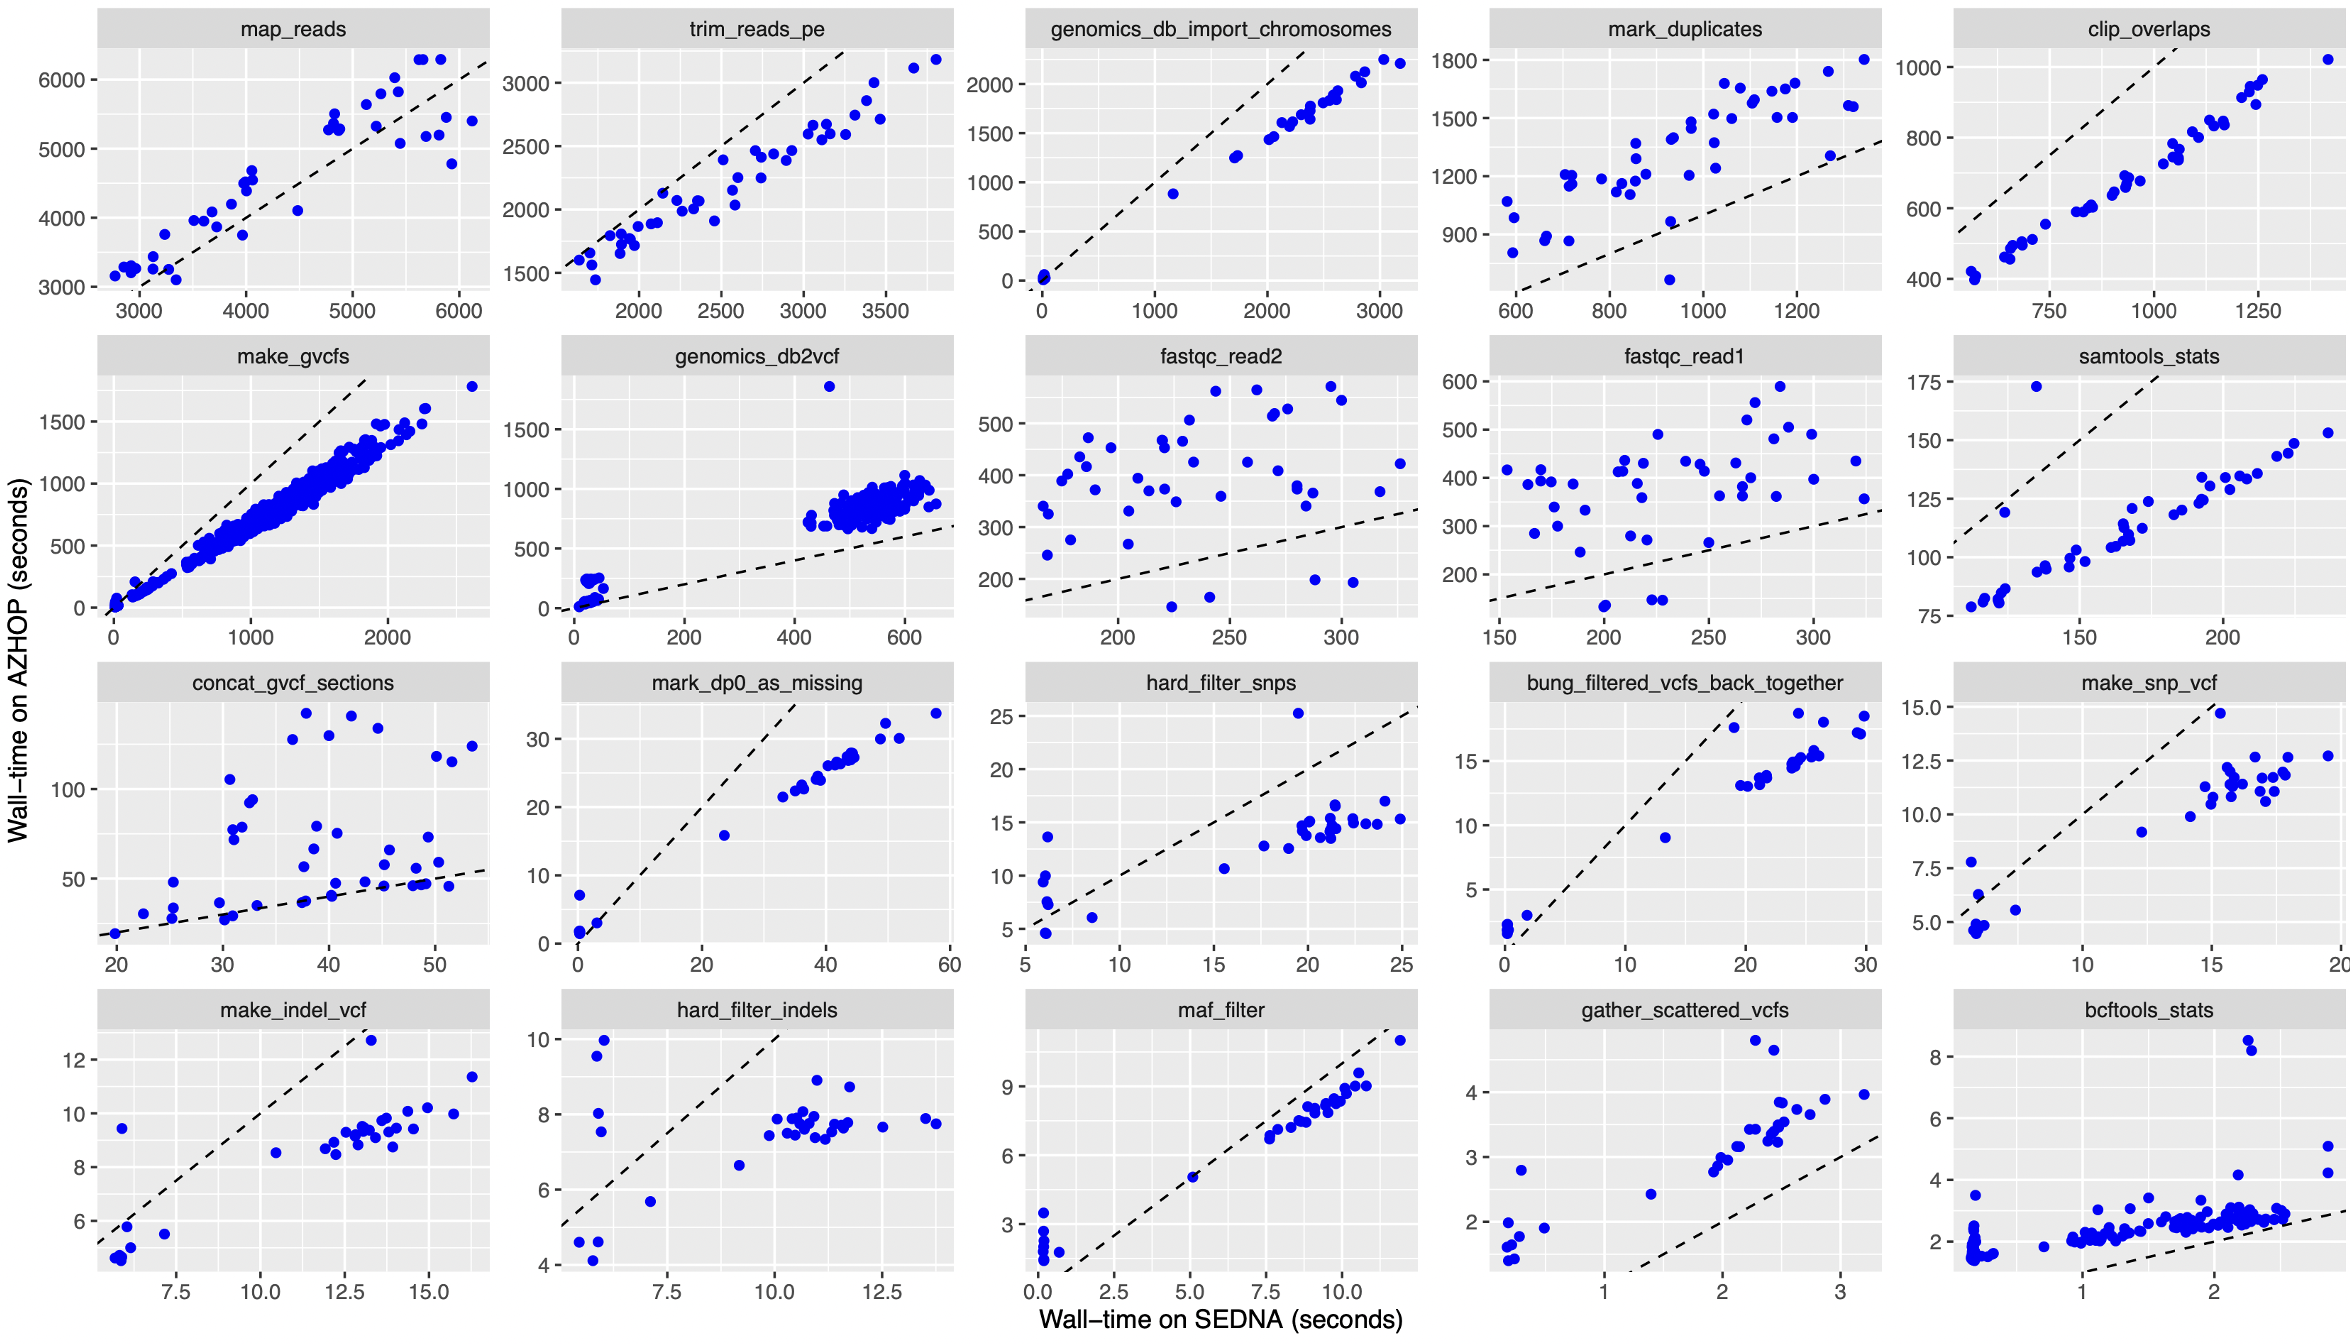 map_reads
trim_reads_pe
genomics_db_import_chromosomes
mark_duplicates
clip_overlaps
6000
5000
4000
3000
3000 4000 5000 6000
3000
2500
2000
1500
2000 2500 3000 3500
2000
1500
1000
500
0
0 1000 2000 3000
1800
1500
1200
900
600 800 1000 1200
1000
800
600
400
750 1000 1250
make_gvcfs
genomics_db2vcf
fastqc_read2
fastqc_read1
samtools_stats
1500
1000
500
0
0 1000 2000
1500
1000
500
0
0 200 400 600
500
400
300
200
200 250 300
600
500
400
300
200
150 200 250 300
175
150
125
100
75
150 200
concat_gvcf_sections
mark_dp0_as_missing
hard_filter_snps
bung_filtered_vcfs_back_together
make_snp_vcf
100
50
20 30 40 50
30
20
10
0
0 20 40 60
25
20
15
10
5
5 10 15 20 25
15
10
5
0 10 20 30
15.0
12.5
10.0
7.5
5.0
10 15 20
make_indel_vcf
hard_filter_indels
maf_filter
gather_scattered_vcfs
bcftools_stats
12
10
8
6
7.5 10.0 12.5 15.0
10
8
6
4
7.5 10.0 12.5
9
6
3
0.0 2.5 5.0 7.5 10.0
4
3
2
1 2 3
8
6
4
2
1 2
Wall−time on AZHOP (seconds)
Wall−time on SEDNA (seconds)